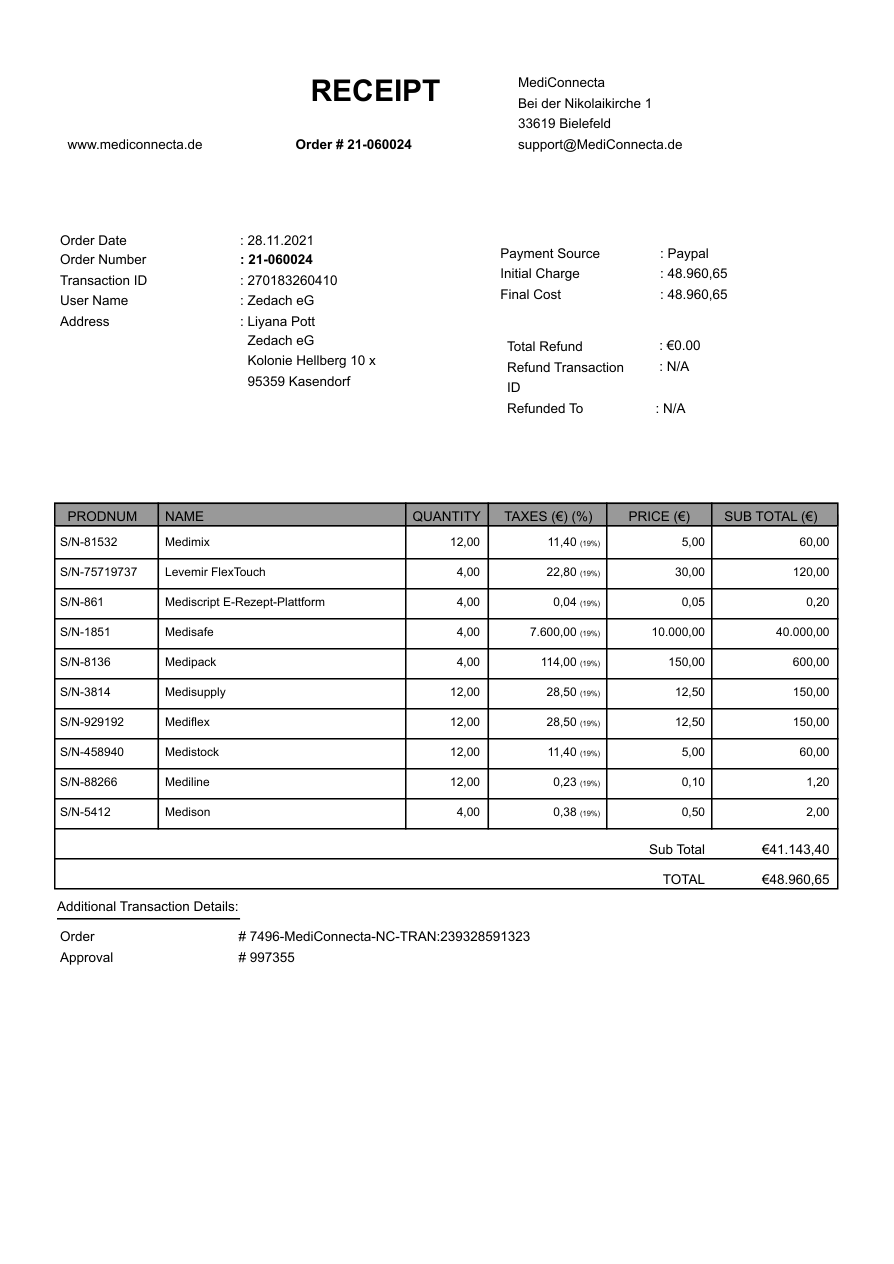 RECEIPT
MediConnecta
Bei der Nikolaikirche 1
33619 Bielefeld
www.mediconnecta.de Order # 21-060024 support@MediConnecta.de
Order Date : 28.11.2021
Order Number : 21-060024
Transaction ID : 270183260410
User Name : Zedach eG
Address : Liyana Pott
Zedach eG
Kolonie Hellberg 10 x
95359 Kasendorf
Payment Source : Paypal
Initial Charge : 48.960,65
Final Cost : 48.960,65
Total Refund : €0.00
Refund Transaction : N/A
ID
Refunded To : N/A
PRODNUM NAME QUANTITY TAXES (€) (%) PRICE (€) SUB TOTAL (€)
S/N-81532 Medimix 12,00 11,40 (19%) 5,00 60,00
S/N-75719737 Levemir FlexTouch 4,00 22,80 (19%) 30,00 120,00
S/N-861 Mediscript E-Rezept-Plattform 4,00 0,04 (19%) 0,05 0,20
S/N-1851 Medisafe 4,00 7.600,00 (19%) 10.000,00 40.000,00
S/N-8136 Medipack 4,00 114,00 (19%) 150,00 600,00
S/N-3814 Medisupply 12,00 28,50 (19%) 12,50 150,00
S/N-929192 Mediflex 12,00 28,50 (19%) 12,50 150,00
S/N-458940 Medistock 12,00 11,40 (19%) 5,00 60,00
S/N-88266 Mediline 12,00 0,23 (19%) 0,10 1,20
S/N-5412 Medison 4,00 0,38 (19%) 0,50 2,00
Sub Total €41.143,40
TOTAL €48.960,65
Additional Transaction Details:
Order # 7496-MediConnecta-NC-TRAN:239328591323
Approval # 997355